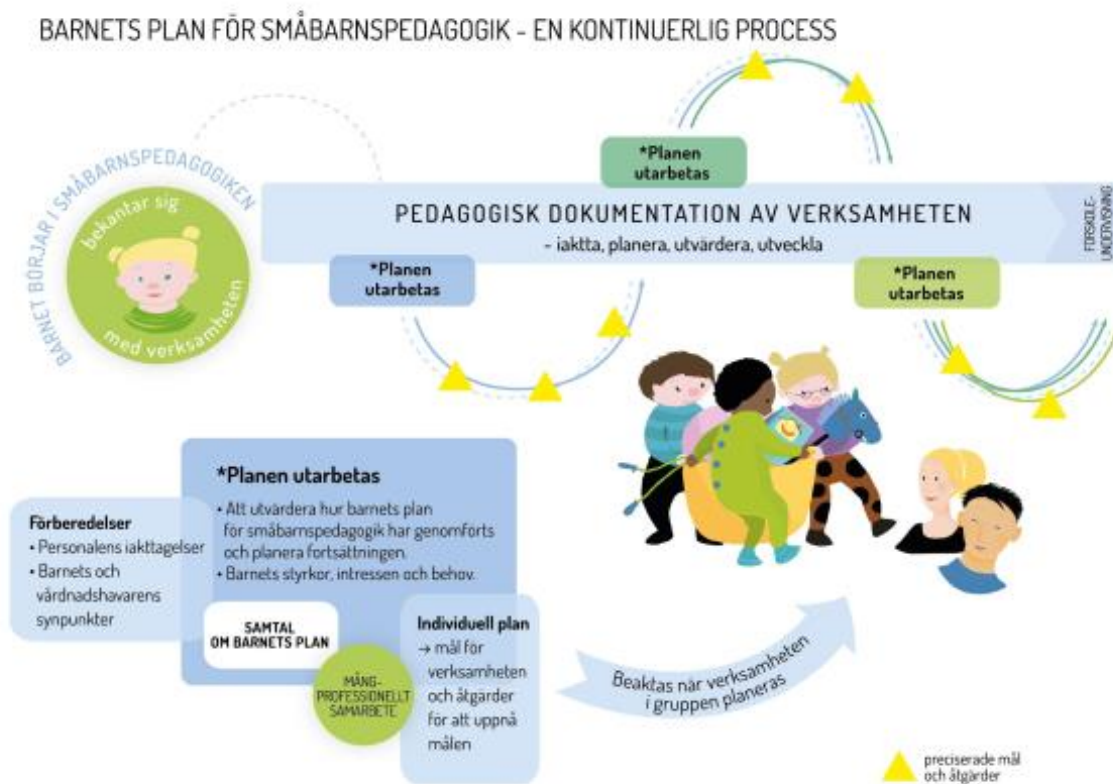 BARNETS PLAN FÖR SMÅBARNSPEDAGOGIK - EN KONTINUERLIG PROCESS
BARNET BÖRJAR I SMÅBARNSPEDAGOGIKEN
bekantar sig
med verksamheten
*Planen
utarbetas
PEDAGOGISK DOKUMENTATION AV VERKSAMHETEN
- iaktta, planera, utvärdera, utveckla
FÖRSKOLE-
UNDERVISNING
*Planen
utarbetas
*Planen
utarbetas
*Planen utarbetas
• Att utvärdera hur barnets plan
för småbarnspedagogik har genomförts
och planera fortsättningen.
• Barnets styrkor, intressen och behov.
Förberedelser
• Personalens iakttagelser
• Barnets och
vårdnadshavarens
synpunkter
SAMTAL
OM BARNETS PLAN
MÅNG-
PROFESSIONELLT
SAMARBETE
Individuell plan
→ mål för
verksamheten
och åtgärder
för att uppnå
målen
Beaktas när verksamheten
i gruppen planeras
preciserade mål
och åtgärder